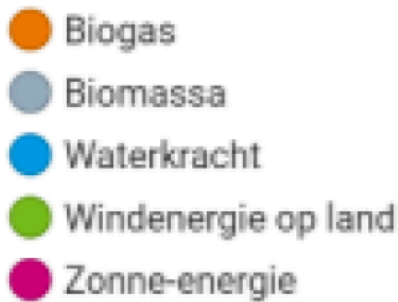 Biogas
Biomassa
Waterkracht
Windenergie op land
Zonne-energie